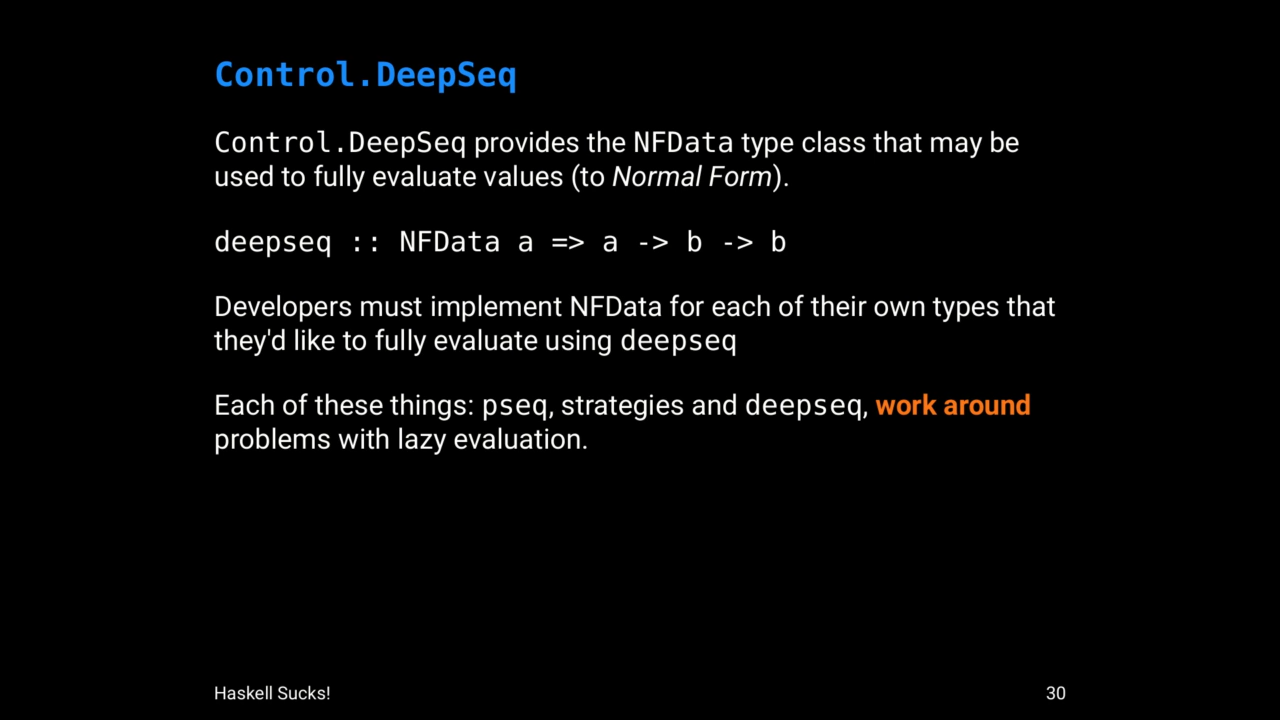 Control.DeepSeq
Control.DeepSeq provides the NFData type class that may be
used to fully evaluate values (to Normal Form).
deepseq :: NFData a => a -> b -> b
Developers must implement NFData for each of their own types that
they'd like to fully evaluate using deepseq
Each of these things: pseq, strategies and deepseq, work around
problems with lazy evaluation.
Haskell Sucks!
30